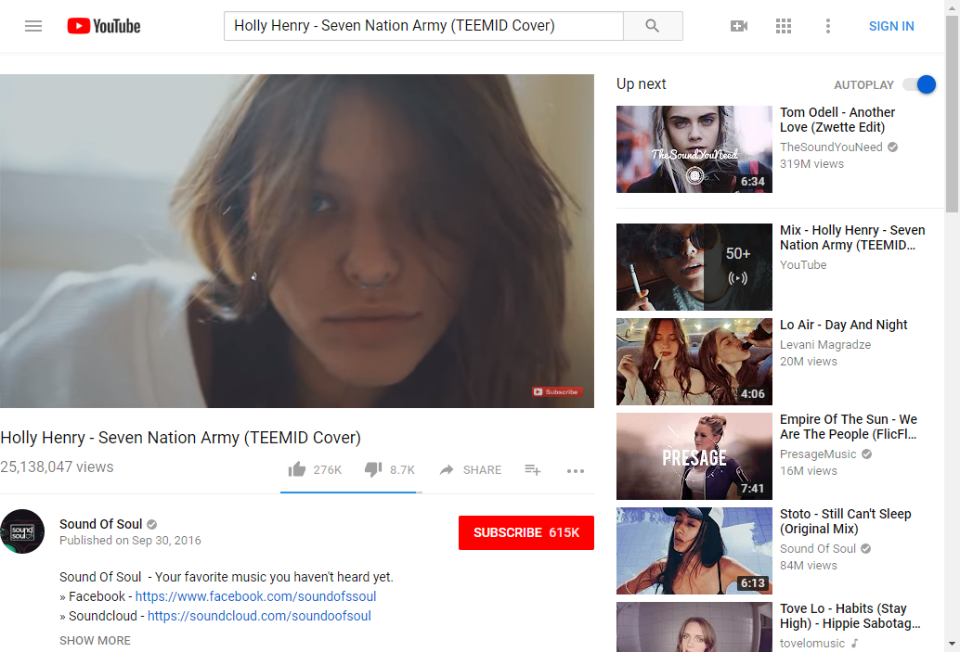 YouTube
Holly Henry - Seven Nation Army (TEEMID Cover)
SIGN IN
Subscribe
Holly Henry - Seven Nation Army (TEEMID Cover)
25,138,047 views
276K
8.7K
SHARE
sound of soul
Sound Of Soul
Published on Sep 30, 2016
SUBSCRIBE 615K
Sound Of Soul - Your favorite music you haven't heard yet.
» Facebook - https://www.facebook.com/soundofssoul
» Soundcloud - https://soundcloud.com/soundoofsoul
SHOW MORE
Up next
AUTOPLAY
TheSoundYouNeed
6:34
Tom Odell - Another
Love (Zwette Edit)
TheSoundYouNeed
319M views
50+
Mix - Holly Henry - Seven
Nation Army (TEEMID...
YouTube
4:06
Lo Air - Day And Night
Levani Magradze
20M views
PRESAGE
7:41
Empire Of The Sun - We
Are The People (FlicFl...
PresageMusic
16M views
6:13
Stoto - Still Can't Sleep
(Original Mix)
Sound Of Soul
84M views
Tove Lo - Habits (Stay
High) - Hippie Sabotag...
tovelomusic